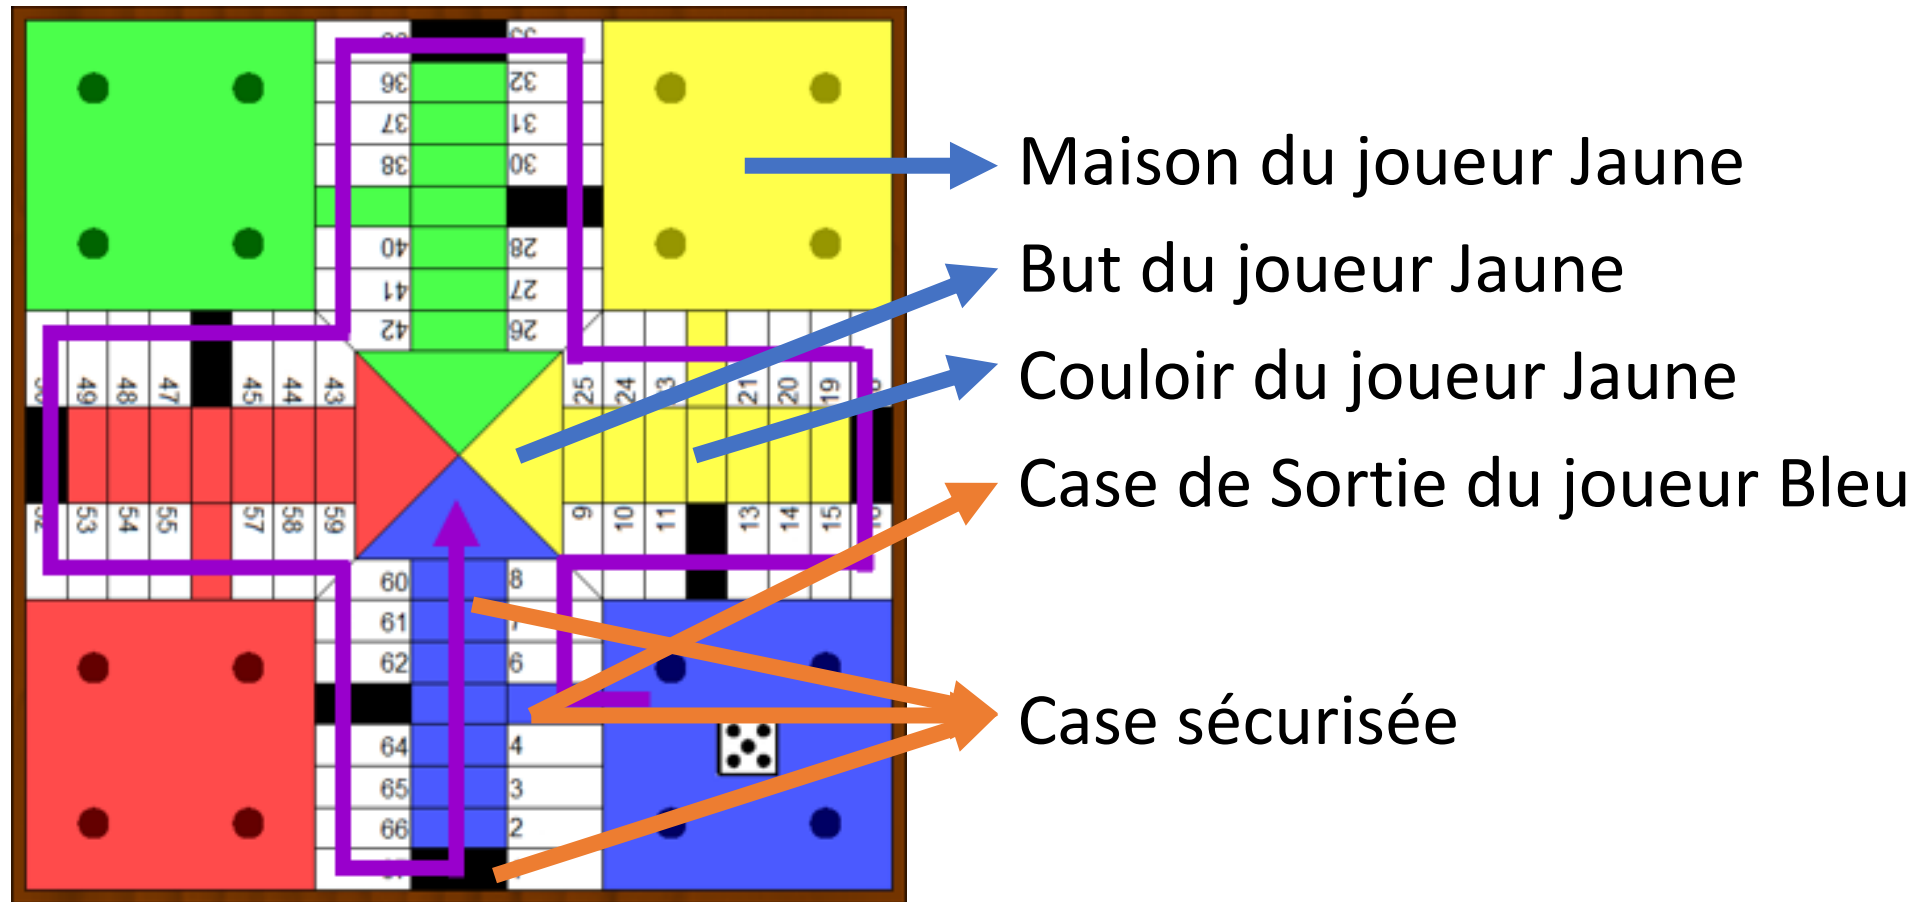 36 32
37 31
38 30
40 28
41 27
42 26
49 48 47 45 44 43
25 24 21 20 19
53 54 55 57 58 59
9 10 11 13 14 15
60 8
61
62 6
64 4
65 3
66 2
Maison du joueur Jaune
But du joueur Jaune
Couloir du joueur Jaune
Case de Sortie du joueur Bleu
Case sécurisée